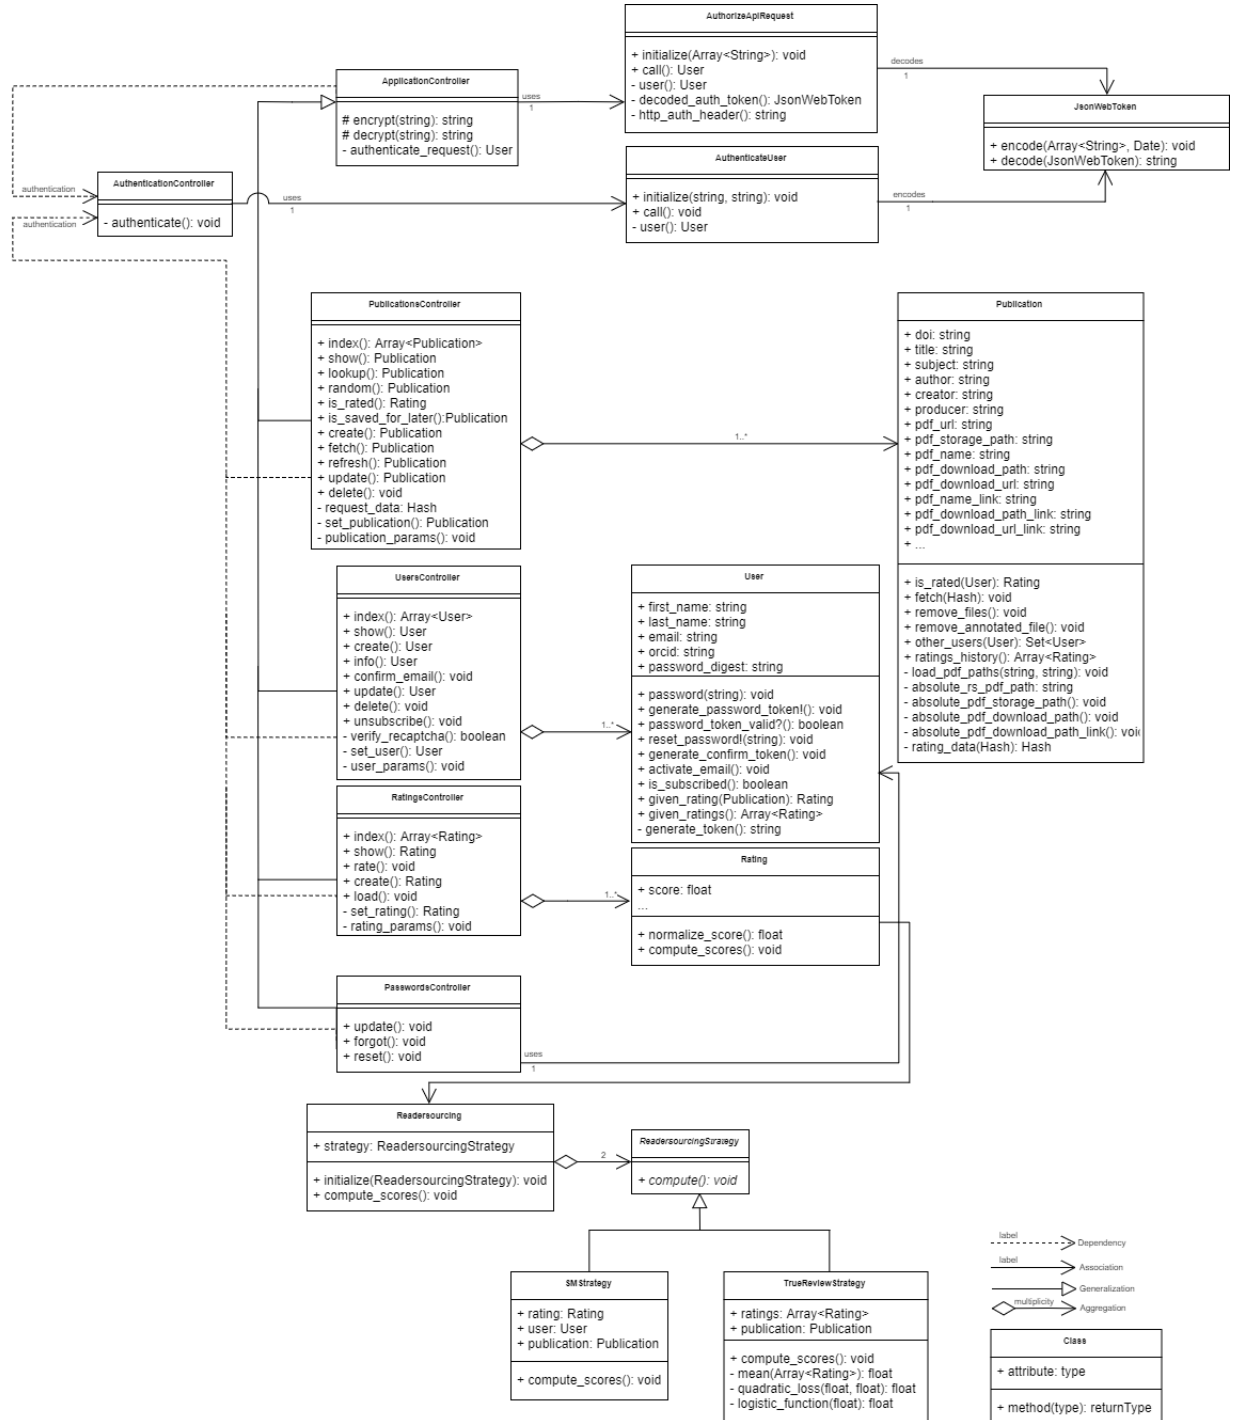 AuthorizeApiRequest
+ initialize(Array<String>): void
+ call(): User
- user(): User
- decoded_auth_token(): JsonWebToken
- http_auth_header(): string
decodes
1
ApplicationController
# encrypt(string): string
# decrypt(string): string
- authenticate_request(): User
uses
1
JsonWebToken
+ encode(Array<String>, Date): void
+ decode(JsonWebToken): string
AuthenticateUser
+ initialize(string, string): void
+ call(): void
- user(): User
encodes
1
authentication
authentication
AuthenticationController
- authenticate(): void
uses
1
PublicationsController
+ index(): Array<Publication>
+ show(): Publication
+ lookup(): Publication
+ random(): Publication
+ is_rated(): Rating
+ is_saved_for_later():Publication
+ create(): Publication
+ fetch(): Publication
+ refresh(): Publication
+ update(): Publication
+ delete(): void
- request_data: Hash
- set_publication(): Publication
- publication_params(): void
1..*
Publication
+ doi: string
+ title: string
+ subject: string
+ author: string
+ creator: string
+ producer: string
+ pdf_url: string
+ pdf_storage_path: string
+ pdf_name: string
+ pdf_download_path: string
+ pdf_download_url: string
+ pdf_name_link: string
+ pdf_download_path_link: string
+ pdf_download_url_link: string
+ ...
+ is_rated(User): Rating
+ fetch(Hash): void
+ remove_files(): void
+ remove_annotated_file(): void
+ other_users(User): Set<User>
+ ratings_history(): Array<Rating>
- load_pdf_paths(string, string): void
- absolute_rs_pdf_path: string
- absolute_pdf_storage_path(): void
- absolute_pdf_download_path(): void
- absolute_pdf_download_path_link(): void
- rating_data(Hash): Hash
UsersController
+ index(): Array<User>
+ show(): User
+ create(): User
+ info(): User
+ confirm_email(): void
+ update(): User
+ delete(): void
+ unsubscribe(): void
- verify_recaptcha(): boolean
- set_user(): User
- user_params(): void
1..*
User
+ first_name: string
+ last_name: string
+ email: string
+ orcid: string
+ password_digest: string
+ password(string): void
+ generate_password_token!(): void
+ password_token_valid?(): boolean
+ reset_password!(string): void
+ generate_confirm_token(): void
+ activate_email(): void
+ is_subscribed(): boolean
+ given_rating(Publication): Rating
+ given_ratings(): Array<Rating>
- generate_token(): string
RatingsController
+ index(): Array<Rating>
+ show(): Rating
+ rate(): void
+ create(): Rating
+ load(): void
- set_rating(): Rating
- rating_params(): void
1..*
Rating
+ score: float
...
+ normalize_score(): float
+ compute_scores(): void
PasswordsController
+ update(): void
+ forgot(): void
+ reset(): void
uses
1
Readersourcing
+ strategy: ReadersourcingStrategy
+ initialize(ReadersourcingStrategy): void
+ compute_scores(): void
2
ReadersourcingStrategy
+ compute(): void
SMStrategy
+ rating: Rating
+ user: User
+ publication: Publication
+ compute_scores(): void
TrueReviewStrategy
+ ratings: Array<Rating>
+ publication: Publication
+ compute_scores(): void
- mean(Array<Rating>): float
- quadratic_loss(float, float): float
- logistic_function(float): float
label
Dependency
label
Association
Generalization
multiplicity
Aggregation
Class
+ attribute: type
+ method(type): returnType